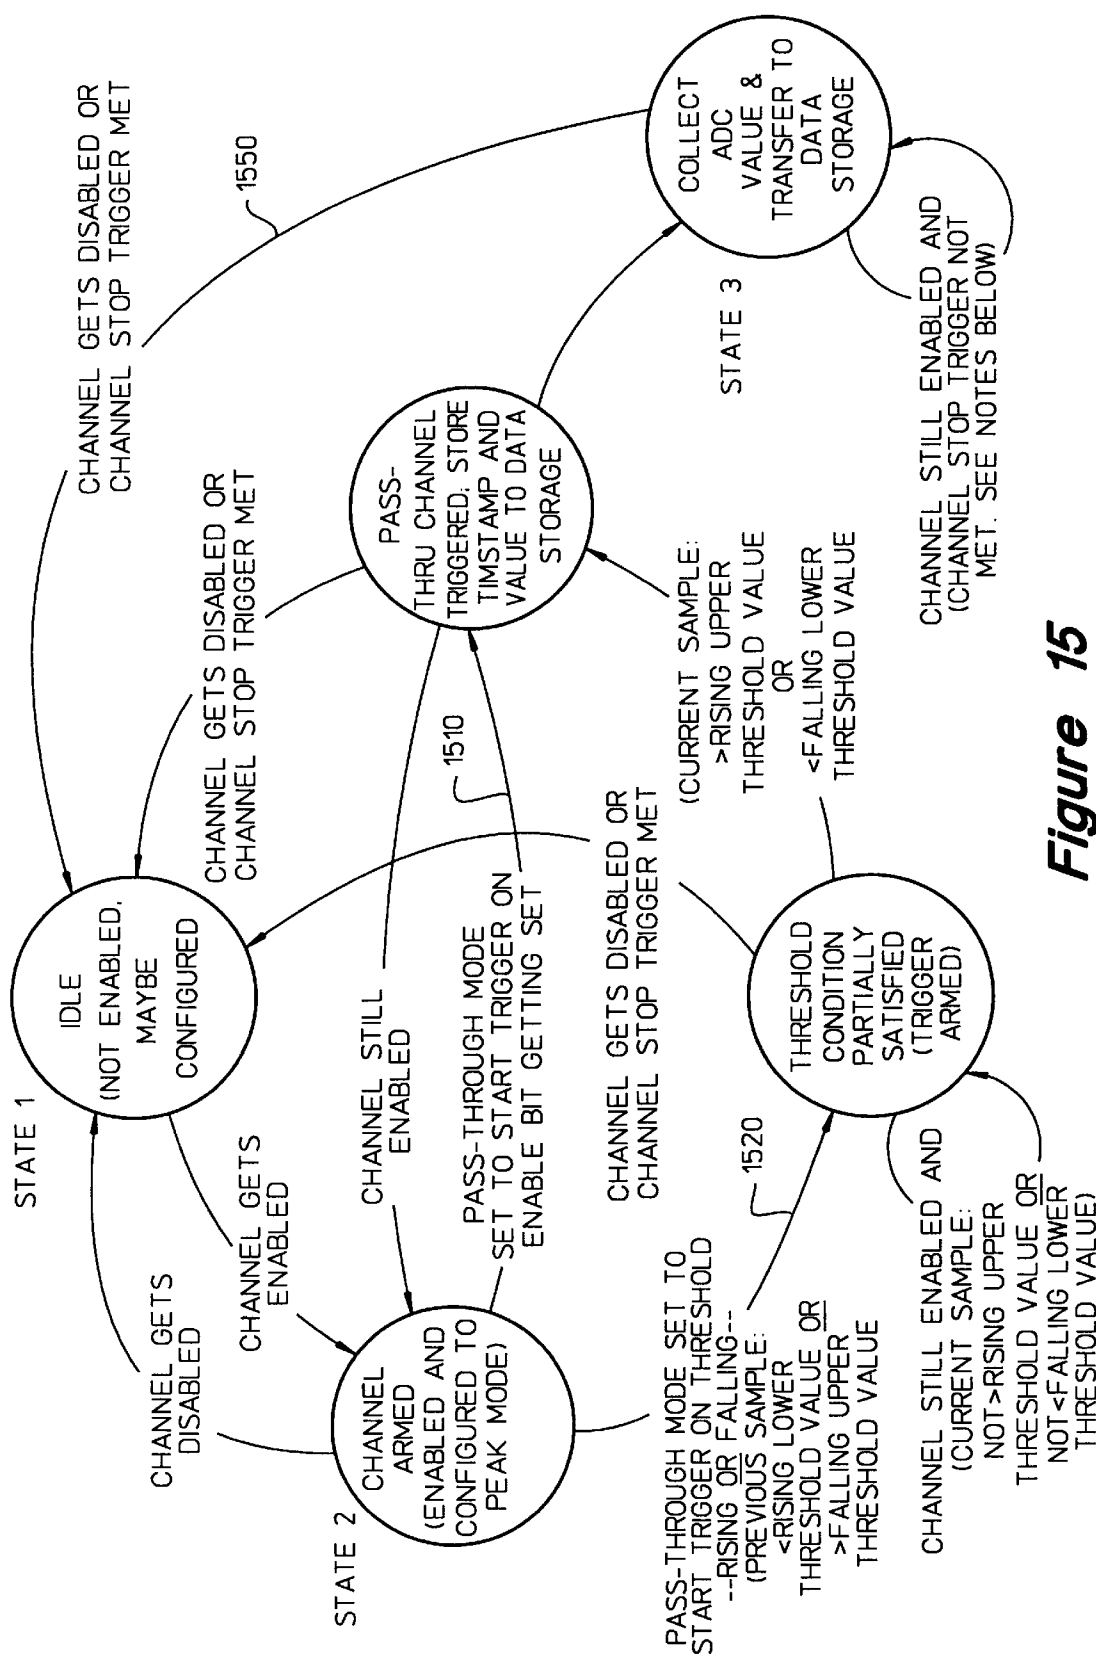 STATE 1
IDLE
(NOT ENABLED,
MAYBE
CONFIGURED
CHANNEL GETS DISABLED OR
CHANNEL STOP TRIGGER MET
1550
CHANNEL GETS DISABLED OR
CHANNEL STOP TRIGGER MET
CHANNEL GETS
DISABLED
CHANNEL GETS
ENABLED
STATE 2
CHANNEL
ARMED
(ENABLED AND
CONFIGURED TO
PEAK MODE)
CHANNEL STILL
ENABLED
PASS-THROUGH MODE
SET TO START TRIGGER ON
ENABLE BIT GETTING SET
1510
PASS-
THRU CHANNEL
TRIGGERED; STORE
TIMSTAMP AND
VALUE TO DATA
STORAGE
COLLECT
ADC
VALUE &
TRANSFER TO
DATA
STORAGE
STATE 3
CHANNEL STILL ENABLED AND
(CHANNEL STOP TRIGGER NOT
MET. SEE NOTES BELOW)
CHANNEL GETS DISABLED OR
CHANNEL STOP TRIGGER MET
(CURRENT SAMPLE:
>RISING UPPER
THRESHOLD VALUE
OR
<FALLING LOWER
THRESHOLD VALUE
PASS-THROUGH MODE SET TO
START TRIGGER ON THRESHOLD
--RISING OR FALLING--
(PREVIOUS SAMPLE:
<RISING LOWER
THRESHOLD VALUE OR
>FALLING UPPER
THRESHOLD VALUE
1520
THRESHOLD
CONDITION
PARTIALLY
SATISFIED
(TRIGGER
ARMED)
CHANNEL STILL ENABLED AND
(CURRENT SAMPLE:
NOT>RISING UPPER
THRESHOLD VALUE OR
NOT<FALLING LOWER
THRESHOLD VALUE)
Figure 15